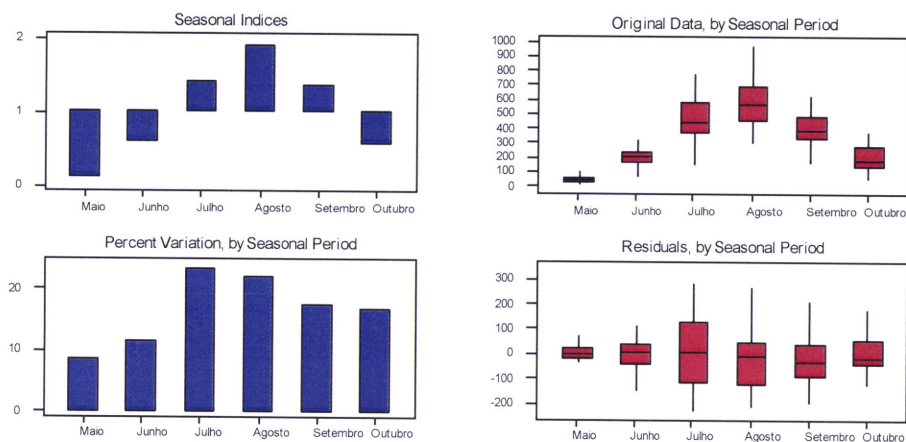 Seasonal Indices
2
1
0
Maio Junho Julho Agosto Setembro Outubro
Original Data, by Seasonal Period
1000
900
800
700
600
500
400
300
200
100
0
Maio Junho Julho Agosto Setembro Outubro
Percent Variation, by Seasonal Period
20
10
0
Maio Junho Julho Agosto Setembro Outubro
Residuals, by Seasonal Period
300
200
100
0
-100
-200
Maio Junho Julho Agosto Setembro Outubro